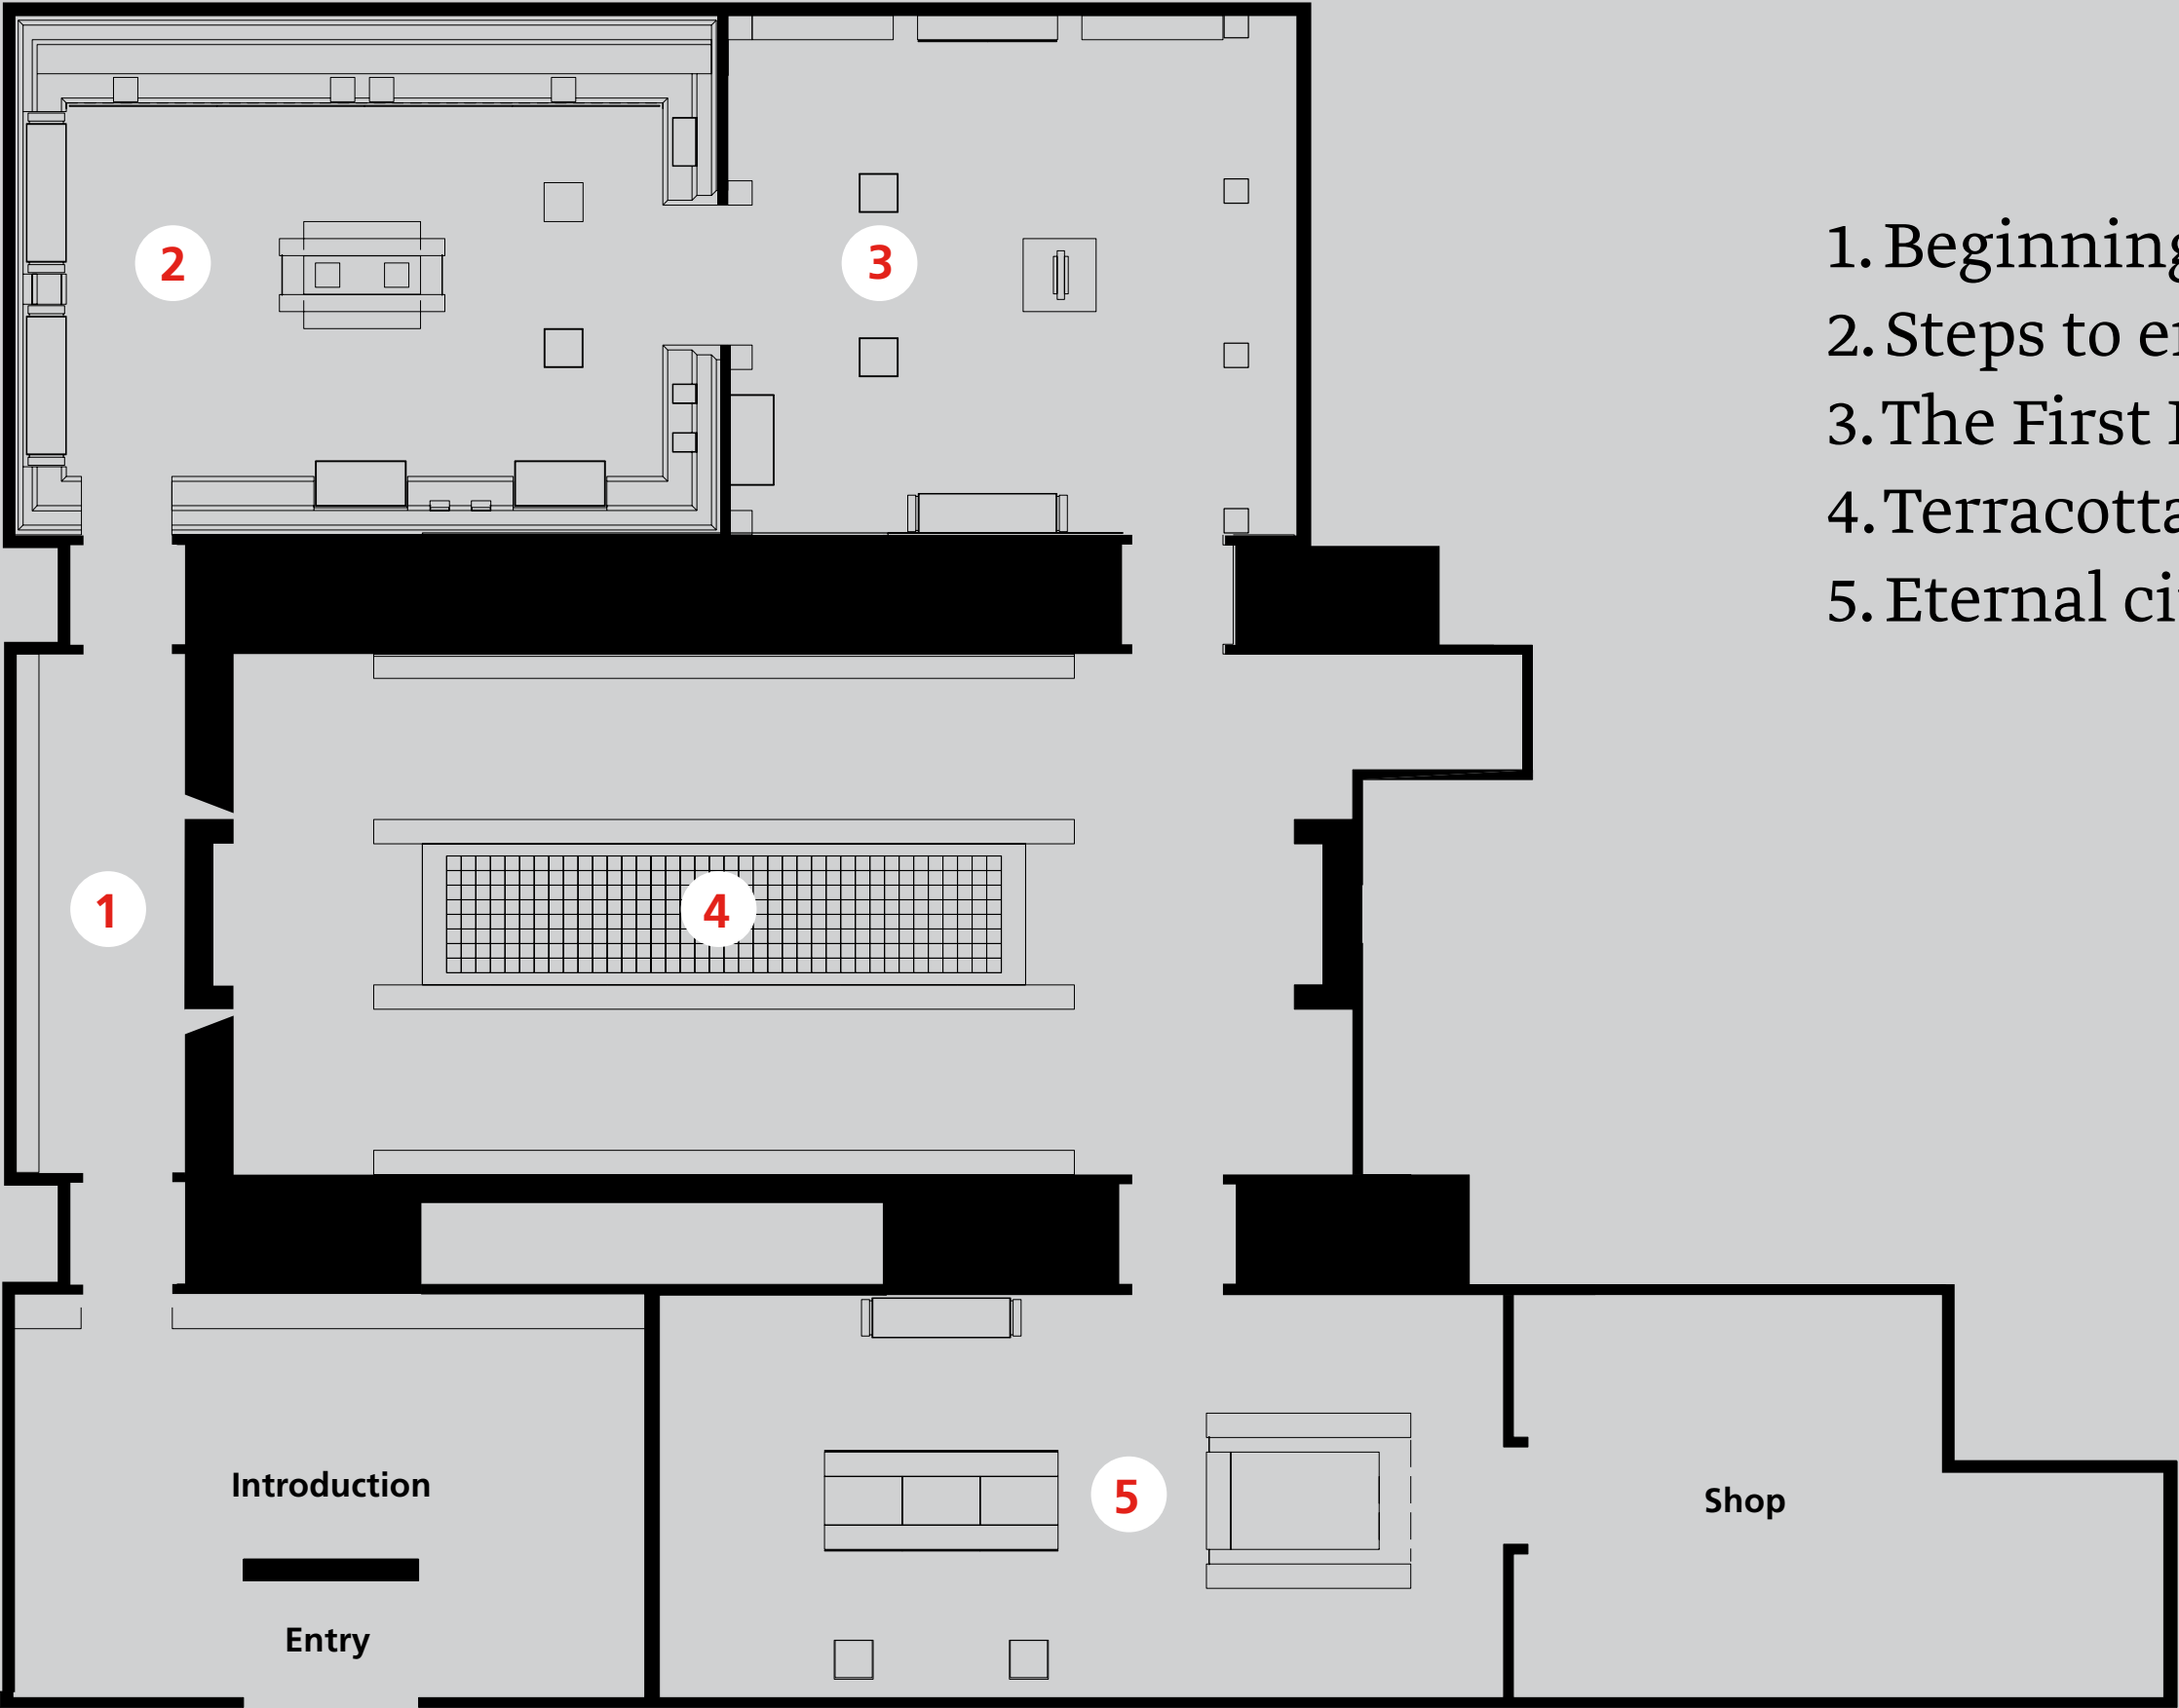 2
3
1
4
5
Introduction
Entry
Shop
1. Beginning
2. Steps to
3. The First
4. Terracotta
5. Eternal